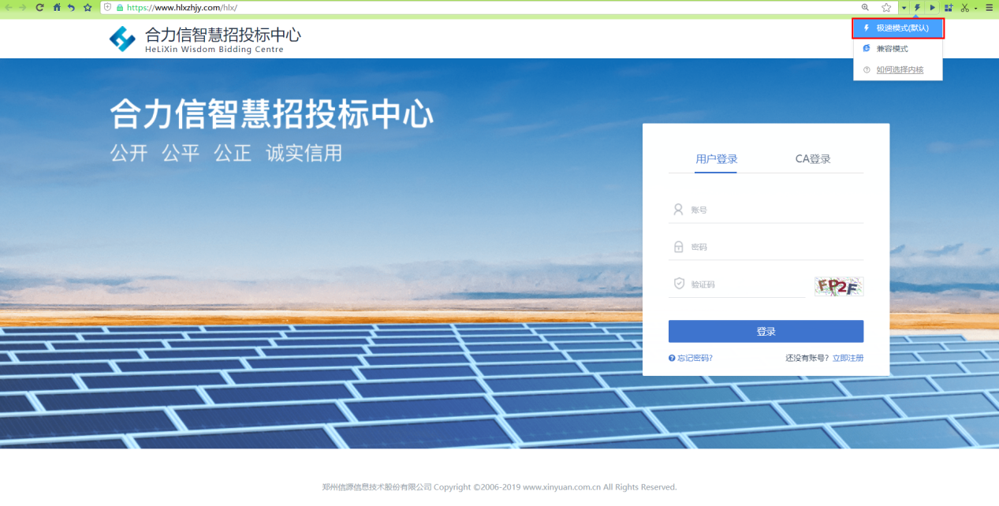 https://www.hlxzhjy.com/hlx/
合力信智慧招投标中心
HeLiXin Wisdom Bidding Centre
极速模式(默认)
兼容模式
如何选择内核
合力信智慧招投标中心
公开 公平 公正 诚实信用
用户登录 CA登录
账号
密码
验证码 FP2F
登录
忘记密码? 还没有账号? 立即注册
郑州信源信息技术股份有限公司 Copyright ©2006-2019 www.xinyuan.com.cn All Rights Reserved.